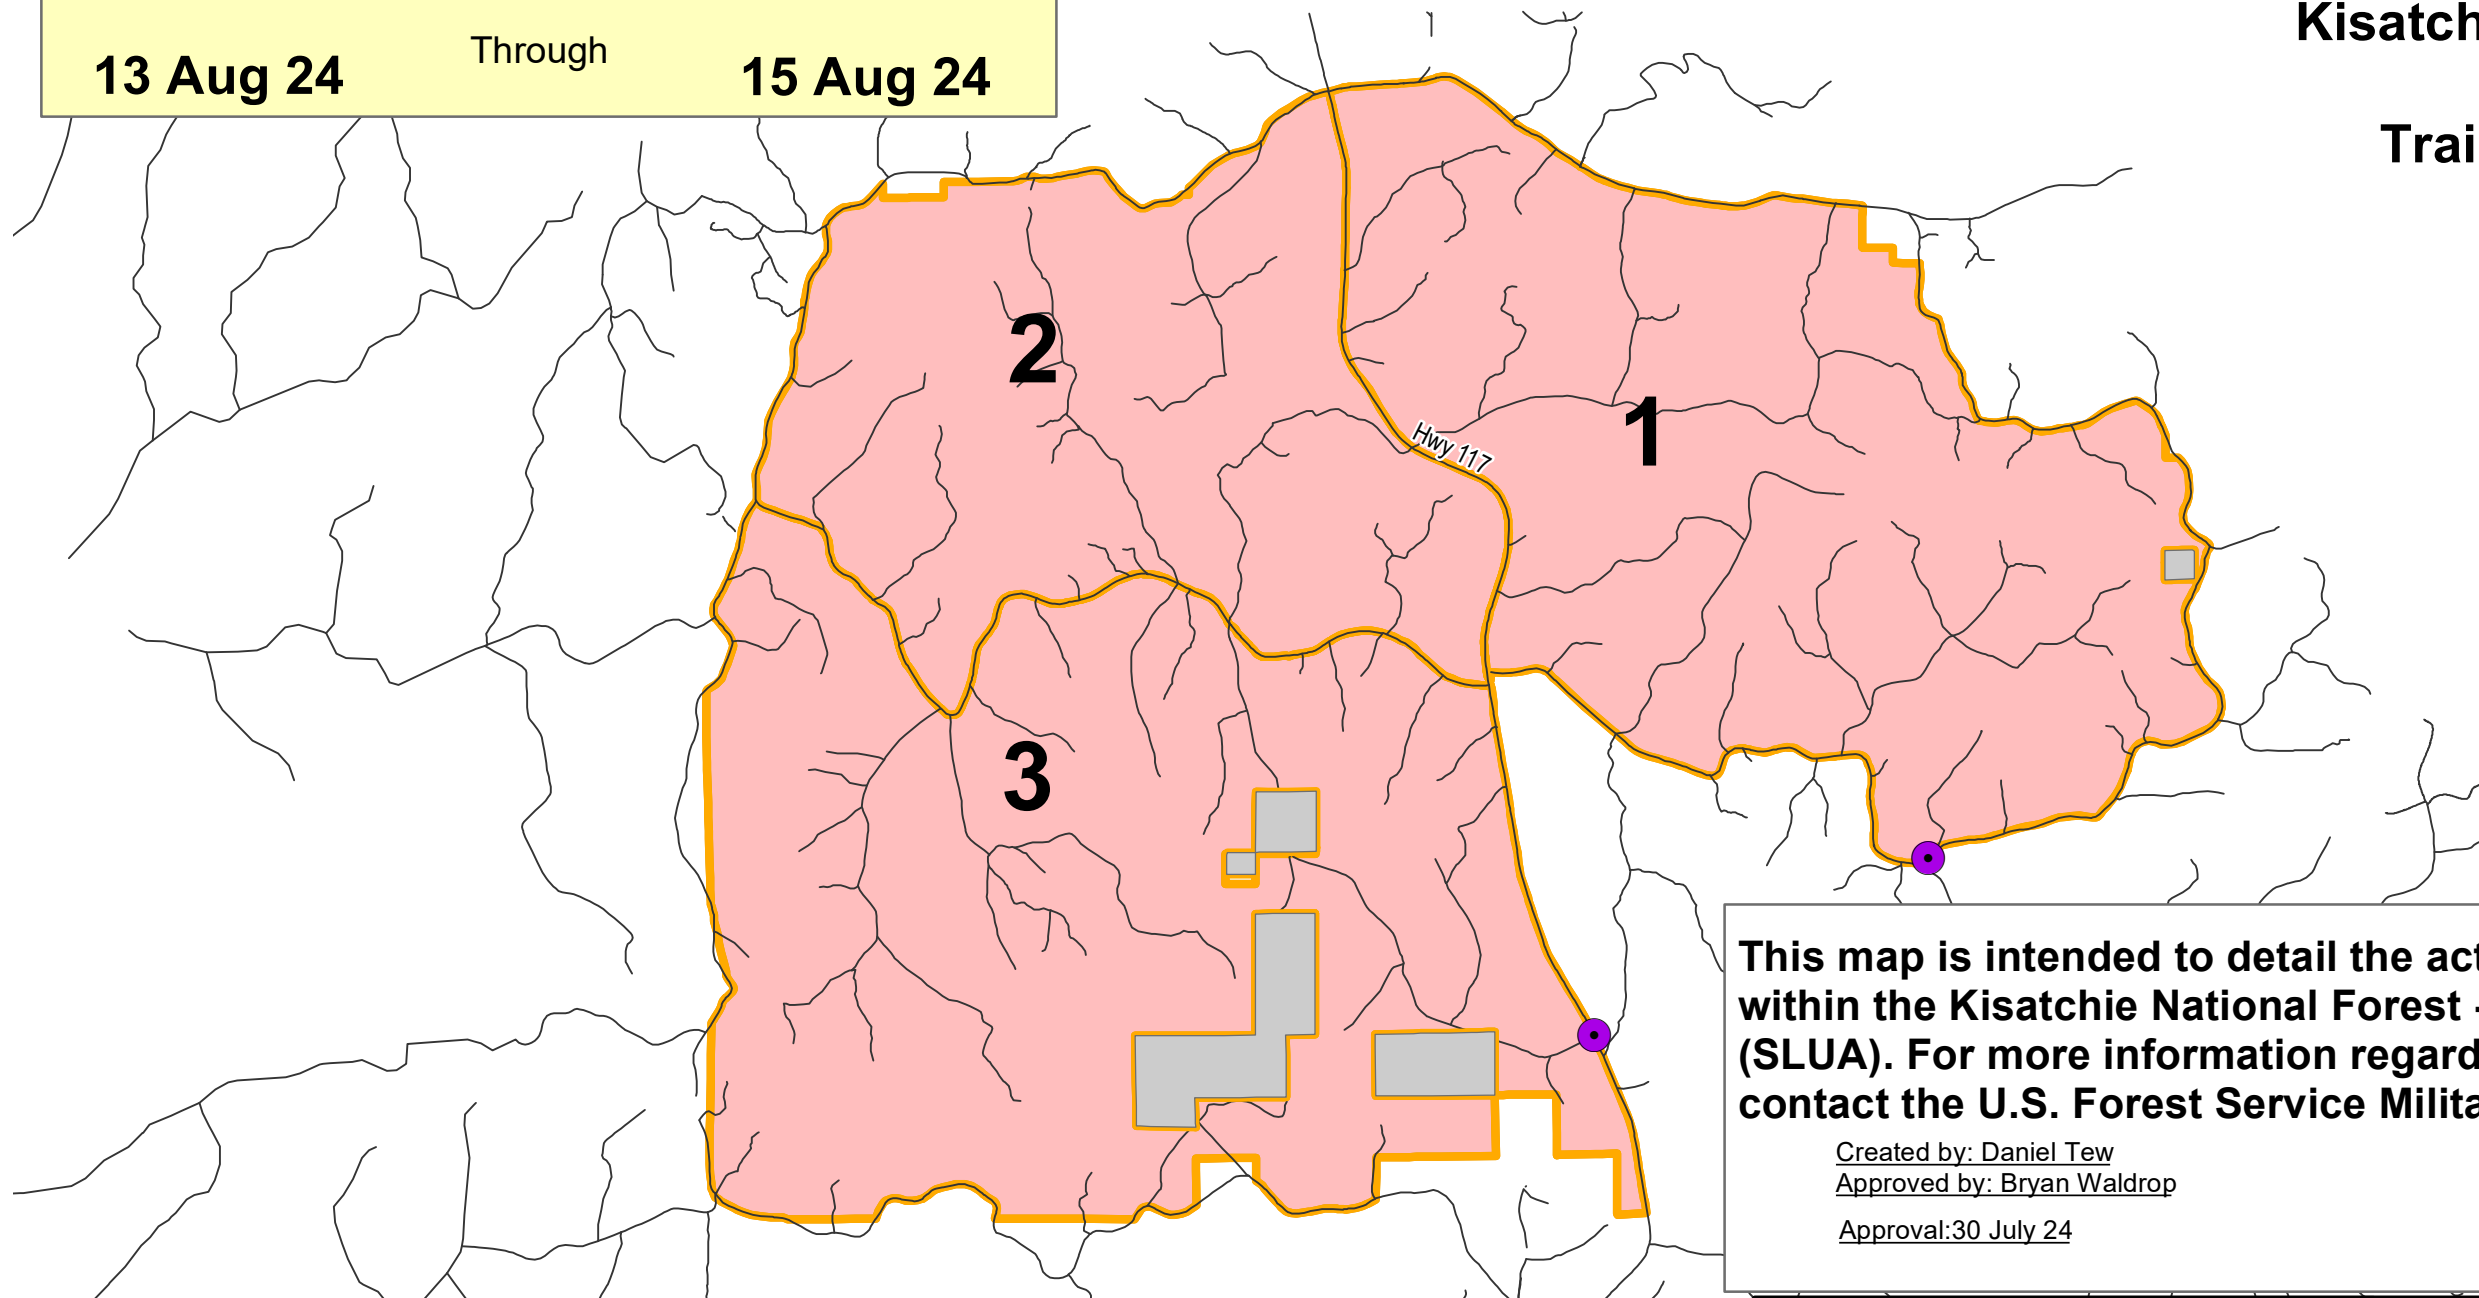 13 Aug 24 Through 15 Aug 24
Kisatch
Trai
2
1
Hwy 117
3
This map is intended to detail the act
within the Kisatchie National Forest -
(SLUA). For more information regard
contact the U.S. Forest Service Milita
Created by: Daniel Tew
Approved by: Bryan Waldrop
Approval:30 July 24